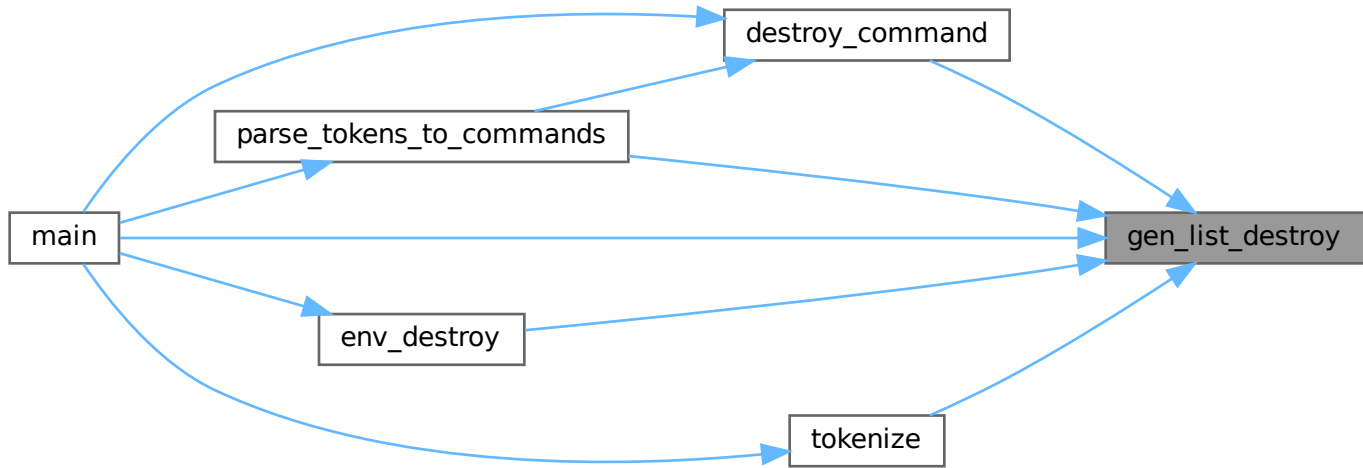 destroy_command
parse_tokens_to_commands
main
gen_list_destroy
env_destroy
tokenize